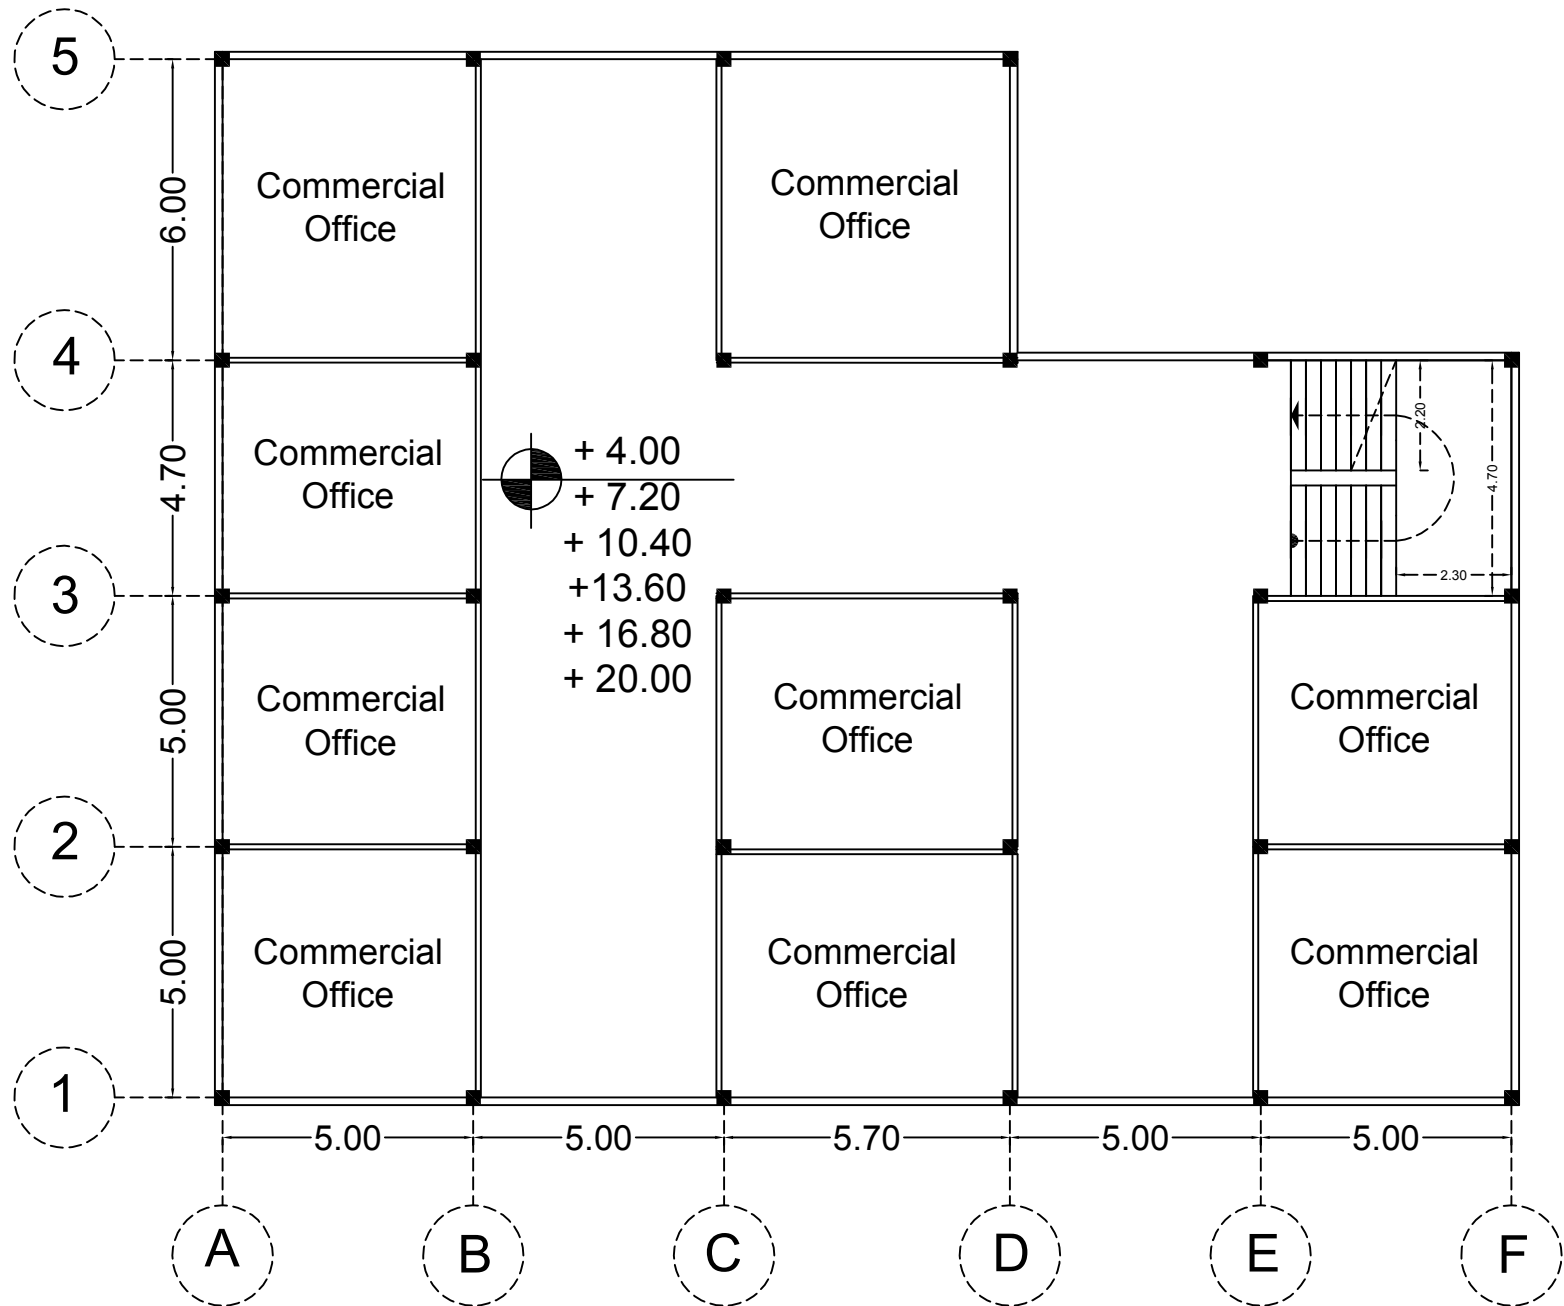 5
Commercial
Office
Commercial
Office
6.00
4
2.20
Commercial
Office
+ 4.00
4.70
4.70
+ 7.20
+ 10.40
2.30
3
+13.60
+ 16.80
+ 20.00
Commercial
Office
Commercial
Office
Commercial
Office
5.00
2
Commercial
Office
Commercial
Office
Commercial
Office
5.00
1
5.00
5.00
5.70
5.00
5.00
A
B
C
D
E
F